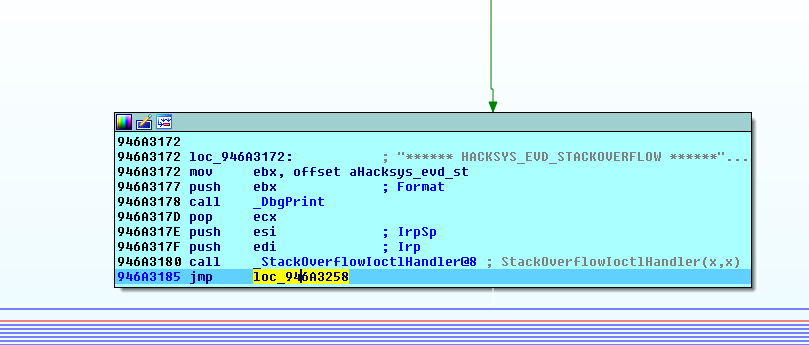 946A3172
946A3172 loc_946A3172: ; "****** HACKSYS_EVD_STACKOVERFLOW ******"...
946A3172 mov ebx, offset aHacksys_evd_st
946A3177 push ebx ; Format
946A3178 call _DbgPrint
946A317D pop ecx
946A317E push esi ; IrpSp
946A317F push edi ; Irp
946A3180 call _StackOverflowIoctlHandler@8 ; StackOverflowIoctlHandler(x,x)
946A3185 jmp loc_946A3258